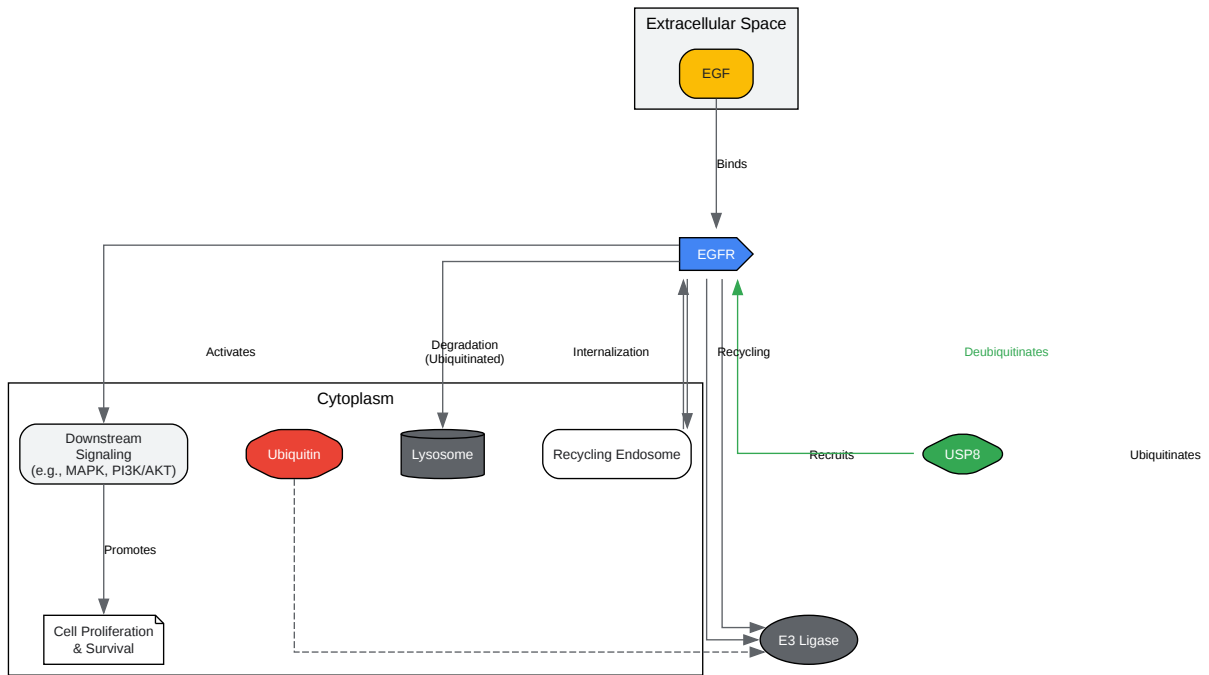 Extracellular Space
EGF
Binds
EGFR
Activates
Degradation
(Ubiquitinated)
Internalization
Recycling
Deubiquitinates
Cytoplasm
Downstream
Signaling
(e.g., MAPK, PI3K/AKT)
Ubiquitin
Lysosome
Recycling Endosome
Recruits
USP8
Ubiquitinates
Promotes
Cell Proliferation
& Survival
E3 Ligase